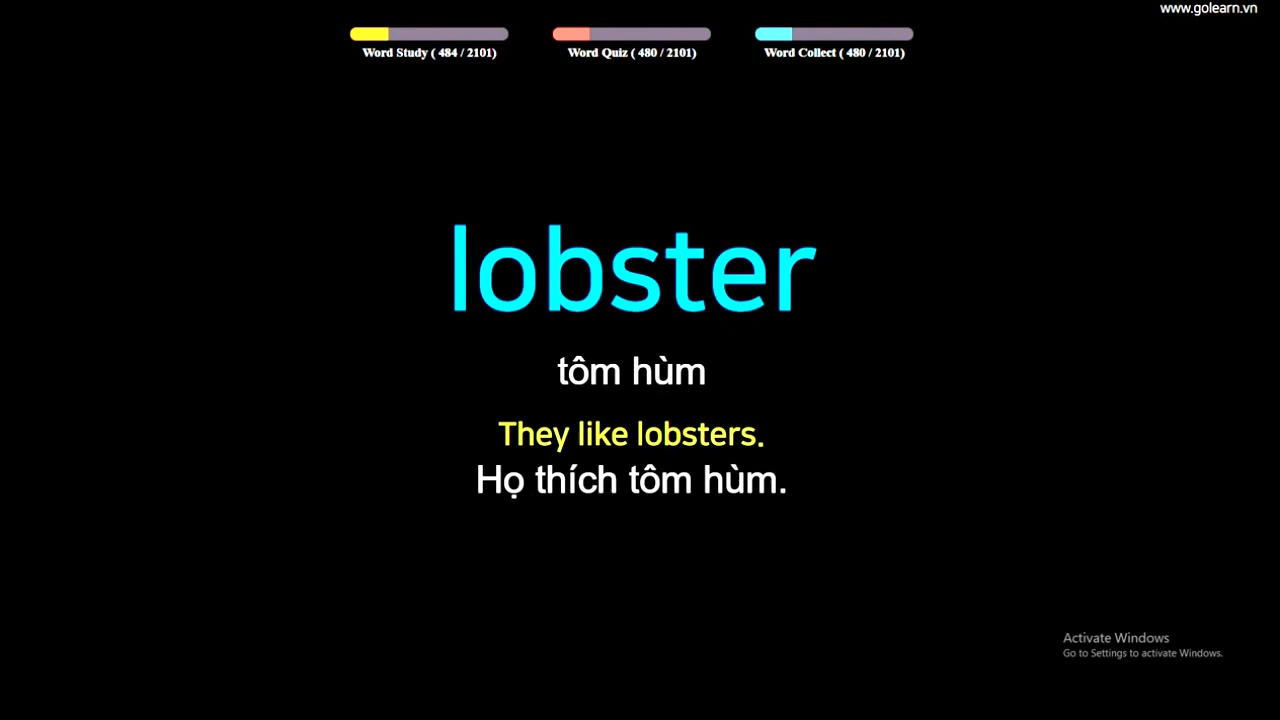 www.golearn.vn
Word Study ( 484 / 2101)
Word Quiz ( 480 / 2101)
Word Collect ( 480 / 2101)
lobster
tôm hùm
They like lobsters.
Họ thích tôm hùm.
Activate Windows
Go to Settings to activate Windows.